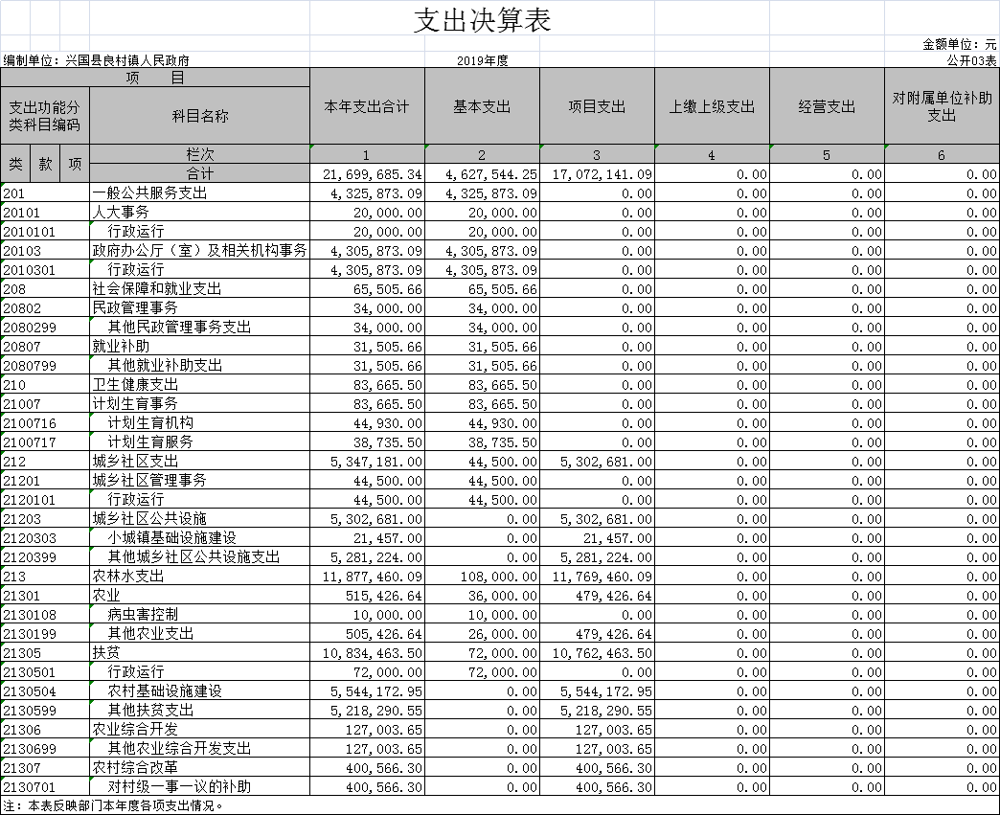 支出决算表
金额单位：元
编制单位：兴国县良村镇人民政府 2019年度 公开03表
项 目 本年支出合计 基本支出 项目支出 上缴上级支出 经营支出 对附属单位补助支出
支出功能分类科目编码 科目名称
类 款 项 栏次 1 2 3 4 5 6
合计 21,699,685.34 4,627,544.25 17,072,141.09 0.00 0.00 0.00
201 一般公共服务支出 4,325,873.09 4,325,873.09 0.00 0.00 0.00 0.00
20101 人大事务 20,000.00 20,000.00 0.00 0.00 0.00 0.00
2010101 行政运行 20,000.00 20,000.00 0.00 0.00 0.00 0.00
20103 政府办公厅（室）及相关机构事务 4,305,873.09 4,305,873.09 0.00 0.00 0.00 0.00
2010301 行政运行 4,305,873.09 4,305,873.09 0.00 0.00 0.00 0.00
208 社会保障和就业支出 65,505.66 65,505.66 0.00 0.00 0.00 0.00
20802 民政管理事务 34,000.00 34,000.00 0.00 0.00 0.00 0.00
2080299 其他民政管理事务支出 34,000.00 34,000.00 0.00 0.00 0.00 0.00
20807 就业补助 31,505.66 31,505.66 0.00 0.00 0.00 0.00
2080799 其他就业补助支出 31,505.66 31,505.66 0.00 0.00 0.00 0.00
210 卫生健康支出 83,665.50 83,665.50 0.00 0.00 0.00 0.00
21007 计划生育事务 83,665.50 83,665.50 0.00 0.00 0.00 0.00
2100716 计划生育机构 44,930.00 44,930.00 0.00 0.00 0.00 0.00
2100717 计划生育服务 38,735.50 38,735.50 0.00 0.00 0.00 0.00
212 城乡社区支出 5,347,181.00 44,500.00 5,302,681.00 0.00 0.00 0.00
21201 城乡社区管理事务 44,500.00 44,500.00 0.00 0.00 0.00 0.00
2120101 行政运行 44,500.00 44,500.00 0.00 0.00 0.00 0.00
21203 城乡社区公共设施 5,302,681.00 0.00 5,302,681.00 0.00 0.00 0.00
2120303 小城镇基础设施建设 21,457.00 0.00 21,457.00 0.00 0.00 0.00
2120399 其他城乡社区公共设施支出 5,281,224.00 0.00 5,281,224.00 0.00 0.00 0.00
213 农林水支出 11,877,460.09 108,000.00 11,769,460.09 0.00 0.00 0.00
21301 农业 515,426.64 36,000.00 479,426.64 0.00 0.00 0.00
2130108 病虫害控制 10,000.00 10,000.00 0.00 0.00 0.00 0.00
2130199 其他农业支出 505,426.64 26,000.00 479,426.64 0.00 0.00 0.00
21305 扶贫 10,834,463.50 72,000.00 10,762,463.50 0.00 0.00 0.00
2130501 行政运行 72,000.00 72,000.00 0.00 0.00 0.00 0.00
2130504 农村基础设施建设 5,544,172.95 0.00 5,544,172.95 0.00 0.00 0.00
2130599 其他扶贫支出 5,218,290.55 0.00 5,218,290.55 0.00 0.00 0.00
21306 农业综合开发 127,003.65 0.00 127,003.65 0.00 0.00 0.00
2130699 其他农业综合开发支出 127,003.65 0.00 127,003.65 0.00 0.00 0.00
21307 农村综合改革 400,566.30 0.00 400,566.30 0.00 0.00 0.00
2130701 对村级一事一议的补助 400,566.30 0.00 400,566.30 0.00 0.00 0.00
注：本表反映部门本年度各项支出情况。